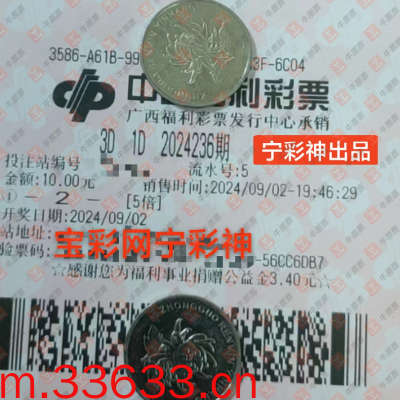 3586-A61B-99
3F-6C04
中 利彩票
广西福利彩票发行中心承销
3D 1D 2024236期
宁彩神出品
投注站编号 流水号:5
金额:10.00元 销售时间:2024/09/02-19:46:29
①-2- [5倍]
开奖日期:2024/09/02
站址:
宝彩网宁彩神
验票码: -56CC6DB7
☆感谢您为福利事业捐赠公益金3.40元☆
ZHONGGUO REN
m.33633.cn